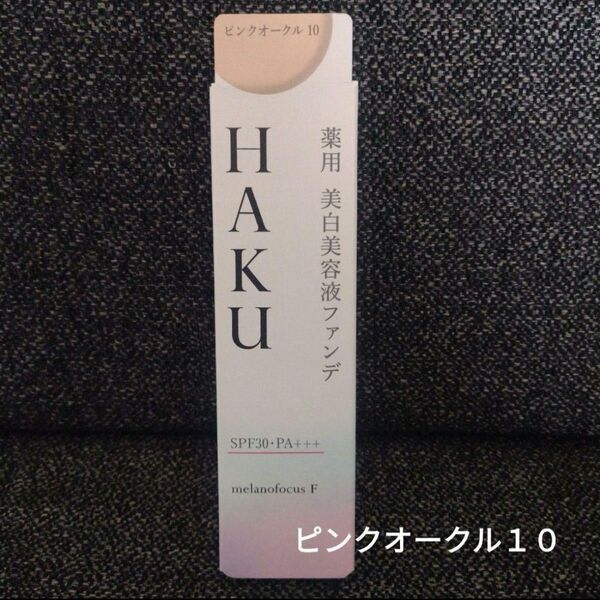 ピンクオークル 10
HAKU
薬用 美白美容液ファンデ
SPF30・PA+++
melanofocus F
ピンクオークル１０